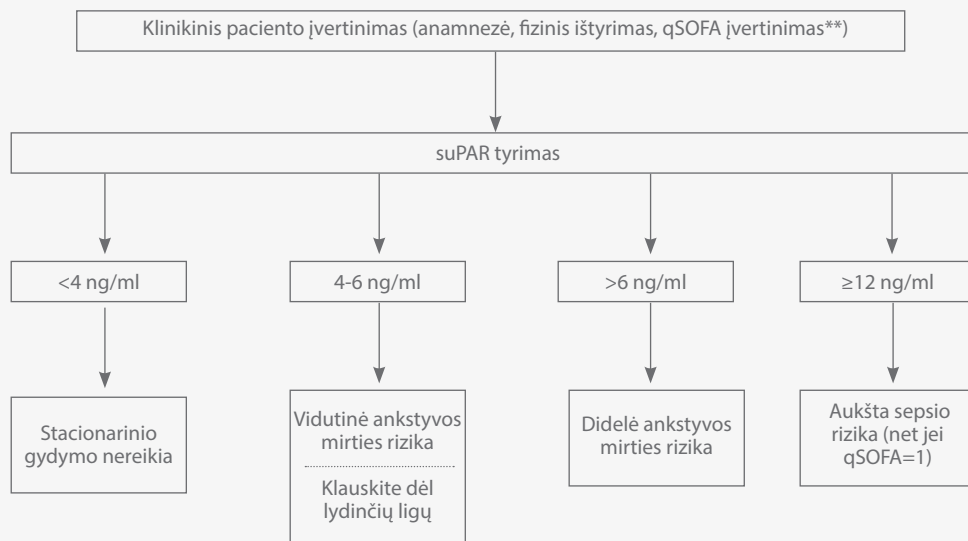 Klinikinis paciento įvertinimas (anamnezė, fizinis ištyrimas, qSOFA įvertinimas**)
suPAR tyrimas
<4 ng/ml
4-6 ng/ml
>6 ng/ml
≥12 ng/ml
Stacionarinio
gydymo nereikia
Vidutinė ankstyvos
mirties rizika
Klauskite dėl
lydinčių ligų
Didelė ankstyvos
mirties rizika
Aukšta sepsio
rizika (net jei
qSOFA=1)